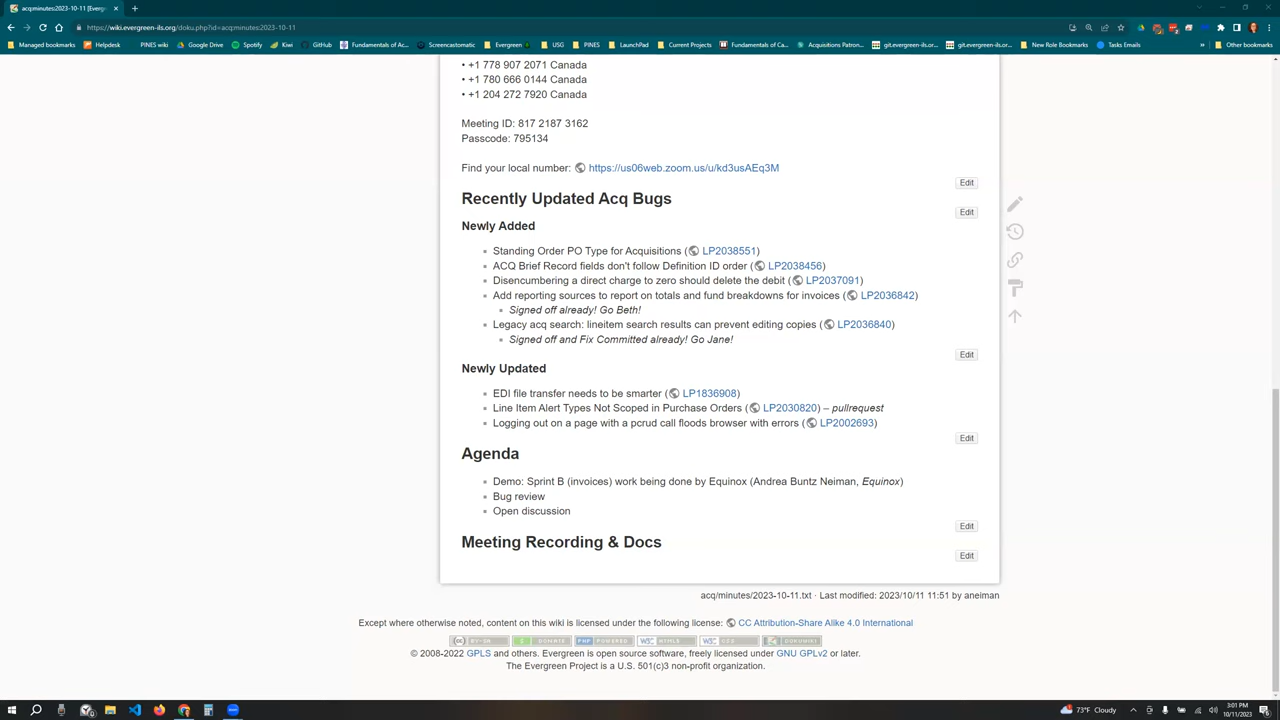 acq:minutes:2023-10-11 [Everg
https://wiki.evergreen-ils.org/doku.php?id=acq:minutes:2023-10-11
Managed bookmarks
Helpdesk
PINES wiki
Google Drive
Spotify
Kiwi
GitHub
Fundamentals of Ac...
Screencastomatic
Evergreen
USG
PINES
LaunchPad
Current Projects
Fundamentals of Ca...
Acquisitions Patron...
git.evergreen-ils.o...
git.evergreen-ils.o...
New Role Bookmarks
Tasks Emails
Other bookmarks
• +1 778 907 2071 Canada
• +1 780 666 0144 Canada
• +1 204 272 7920 Canada
Meeting ID: 817 2187 3162
Passcode: 795134
Find your local number: https://us06web.zoom.us/u/kd3usAEq3M
Edit
Recently Updated Acq Bugs
Edit
Newly Added
Standing Order PO Type for Acquisitions (LP2038551)
ACQ Brief Record fields don't follow Definition ID order (LP2038456)
Disencumbering a direct charge to zero should delete the debit (LP2037091)
Add reporting sources to report on totals and fund breakdowns for invoices (LP2036842)
Signed off already! Go Beth!
Legacy acq search: lineitem search results can prevent editing copies (LP2036840)
Signed off and Fix Committed already! Go Jane!
Edit
Newly Updated
EDI file transfer needs to be smarter (LP1836908)
Line Item Alert Types Not Scoped in Purchase Orders (LP2030820) – pullrequest
Logging out on a page with a pcrud call floods browser with errors (LP2002693)
Edit
Agenda
Demo: Sprint B (invoices) work being done by Equinox (Andrea Buntz Neiman, Equinox)
Bug review
Open discussion
Edit
Meeting Recording & Docs
Edit
acq/minutes/2023-10-11.txt · Last modified: 2023/10/11 11:51 by aneiman
Except where otherwise noted, content on this wiki is licensed under the following license: CC Attribution-Share Alike 4.0 International
© 2008-2022 GPLS and others. Evergreen is open source software, freely licensed under GNU GPLv2 or later.
The Evergreen Project is a U.S. 501(c)3 non-profit organization.
73°F Cloudy
3:01 PM
10/11/2023